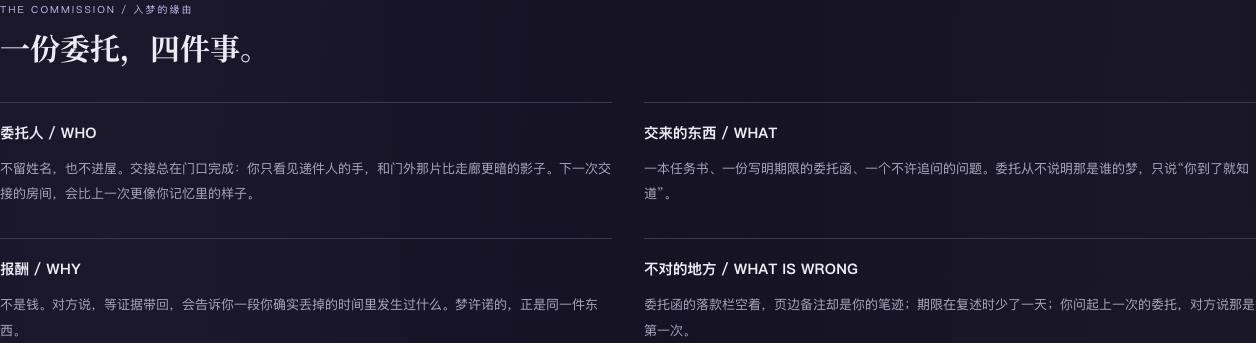 THE COMMISSION / 入梦的缘由
一份委托，四件事。
委托人 / WHO
不留姓名，也不进屋。交接总在门口完成：你只看见递件人的手，和门外那片比走廊更暗的影子。下一次交
接的房间，会比上一次更像你记忆里的样子。
交来的东西 / WHAT
一本任务书、一份写明期限的委托函、一个不许追问的问题。委托从不说明那是谁的梦，只说“你到了就知
道”。
报酬 / WHY
不是钱。对方说，等证据带回，会告诉你一段你确实丢掉的时间里发生过什么。梦许诺的，正是同一件东
西。
不对的地方 / WHAT IS WRONG
委托函的落款栏空着，页边备注却是你的笔迹；期限在复述时少了一天；你问起上一次的委托，对方说那是
第一次。